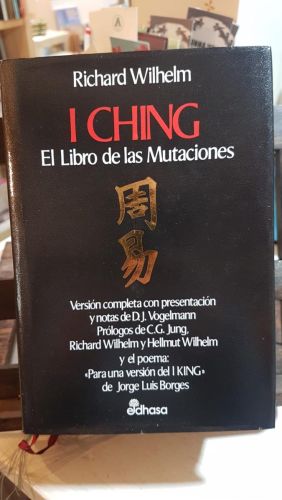 Richard Wilhelm
I CHING
El Libro de las Mutaciones
周
易
Versión completa con presentación
y notas de D. J. Vogelmann
Prólogos de C.G. Jung,
Richard Wilhelm y Hellmut Wilhelm
y el poema:
«Para una versión del I KING»
de Jorge Luis Borges
edhasa